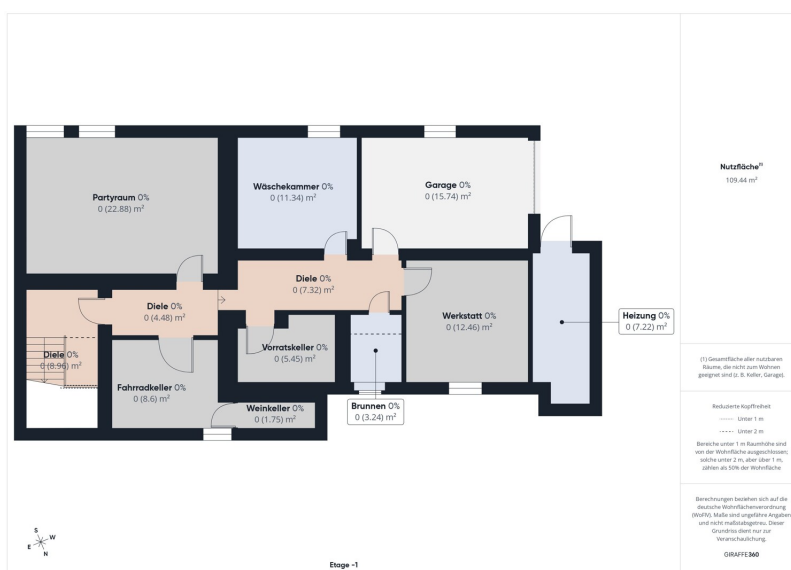 Partyraum 0%
0 (22.88) m²
Wäschekammer 0%
0 (11.34) m²
Garage 0%
0 (15.74) m²
Diele 0%
0 (7.32) m²
Diele 0%
0 (4.48) m²
Werkstatt 0%
0 (12.46) m²
Heizung 0%
0 (7.22) m²
Diele 0%
0 (8.96) m²
Vorratskeller 0%
0 (5.45) m²
Fahrradkeller 0%
0 (8.6) m²
Weinkeller 0%
0 (1.75) m²
Brunnen 0%
0 (3.24) m²
S
W
E
N
Etage -1
Nutzfläche⁽¹⁾
109.44 m²
(1) Gesamtfläche aller nutzbaren
Räume, die nicht zum Wohnen
geeignet sind (z. B. Keller, Garage).
Reduzierte Kopffreiheit
Unter 1 m
Unter 2 m
Bereiche unter 1 m Raumhöhe sind
von der Wohnfläche ausgeschlossen;
solche unter 2 m, aber über 1 m,
zählen als 50% der Wohnfläche
Berechnungen beziehen sich auf die
deutsche Wohnflächenverordnung
(WoFlV). Maße sind ungefähre Angaben
und nicht maßstabsgetreu. Dieser
Grundriss dient nur zur
Veranschaulichung.
GIRAFFE360